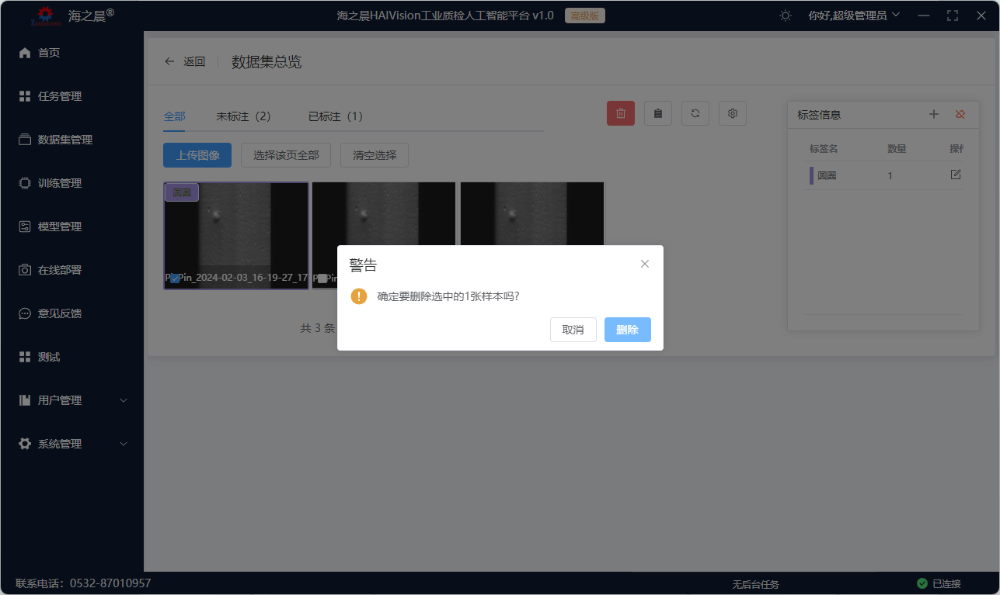 海之晨®
海之晨HAIVision工业质检人工智能平台 v1.0
高级版
你好,超级管理员
首页
任务管理
数据集管理
训练管理
模型管理
在线部署
意见反馈
测试
用户管理
系统管理
返回
数据集总览
全部
未标注（2）
已标注（1）
上传图像
选择该页全部
清空选择
圆圈
Pin_2024-02-03_16-19-27_17
标签信息
标签名
数量
操作
圆圈
1
共 3 条
警告
确定要删除选中的1张样本吗?
取消
删除
联系电话：0532-87010957
无后台任务
已连接